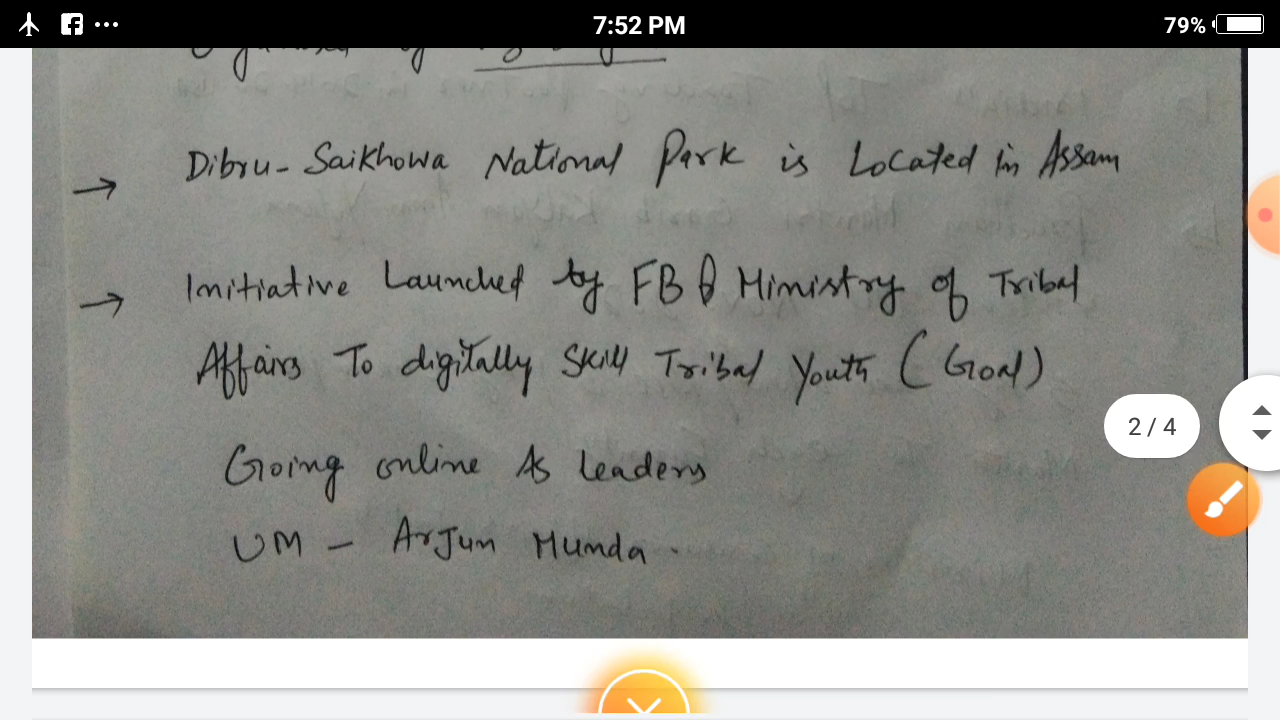 7:52 PM
79%
Dibru-Saikhowa National Park is Located in Assam
Initiative Launched by FB & Ministry of Tribal
Affairs To digitally Skill Tribal Youth (Goal)
2 / 4
Going online As leaders
UM - Arjun Munda.